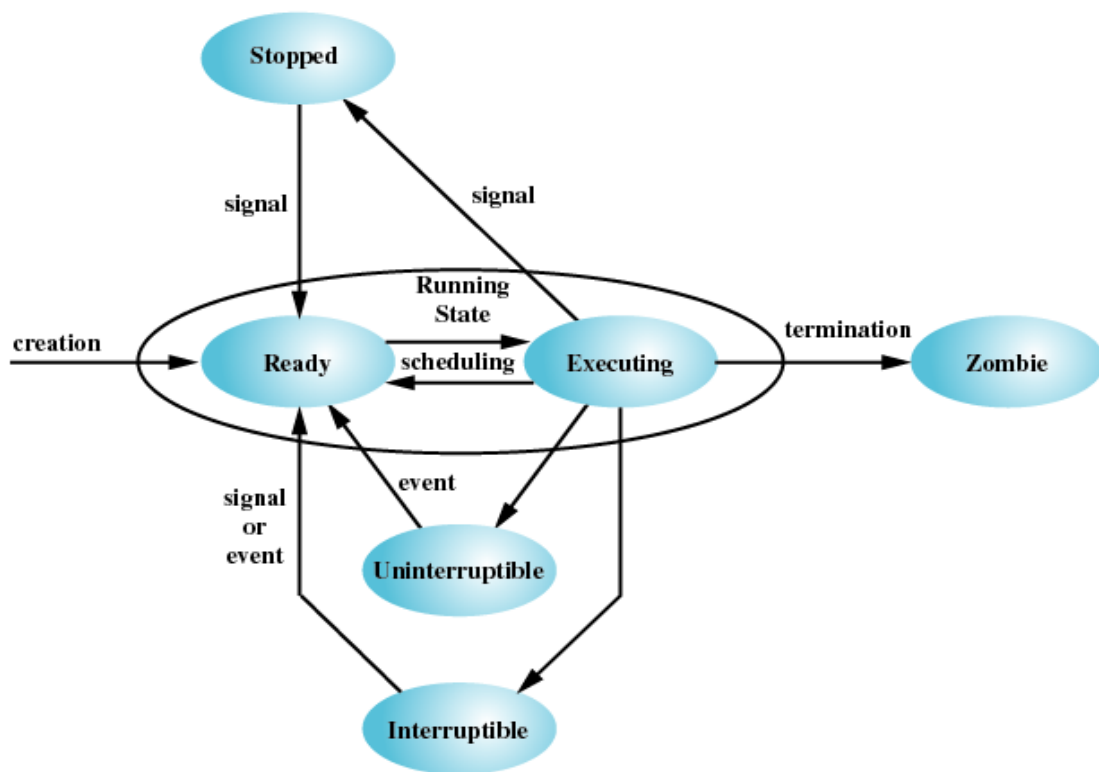 Stopped
signal
signal
Running
State
creation
Ready
scheduling
Executing
termination
Zombie
signal
or
event
event
Uninterruptible
Interruptible